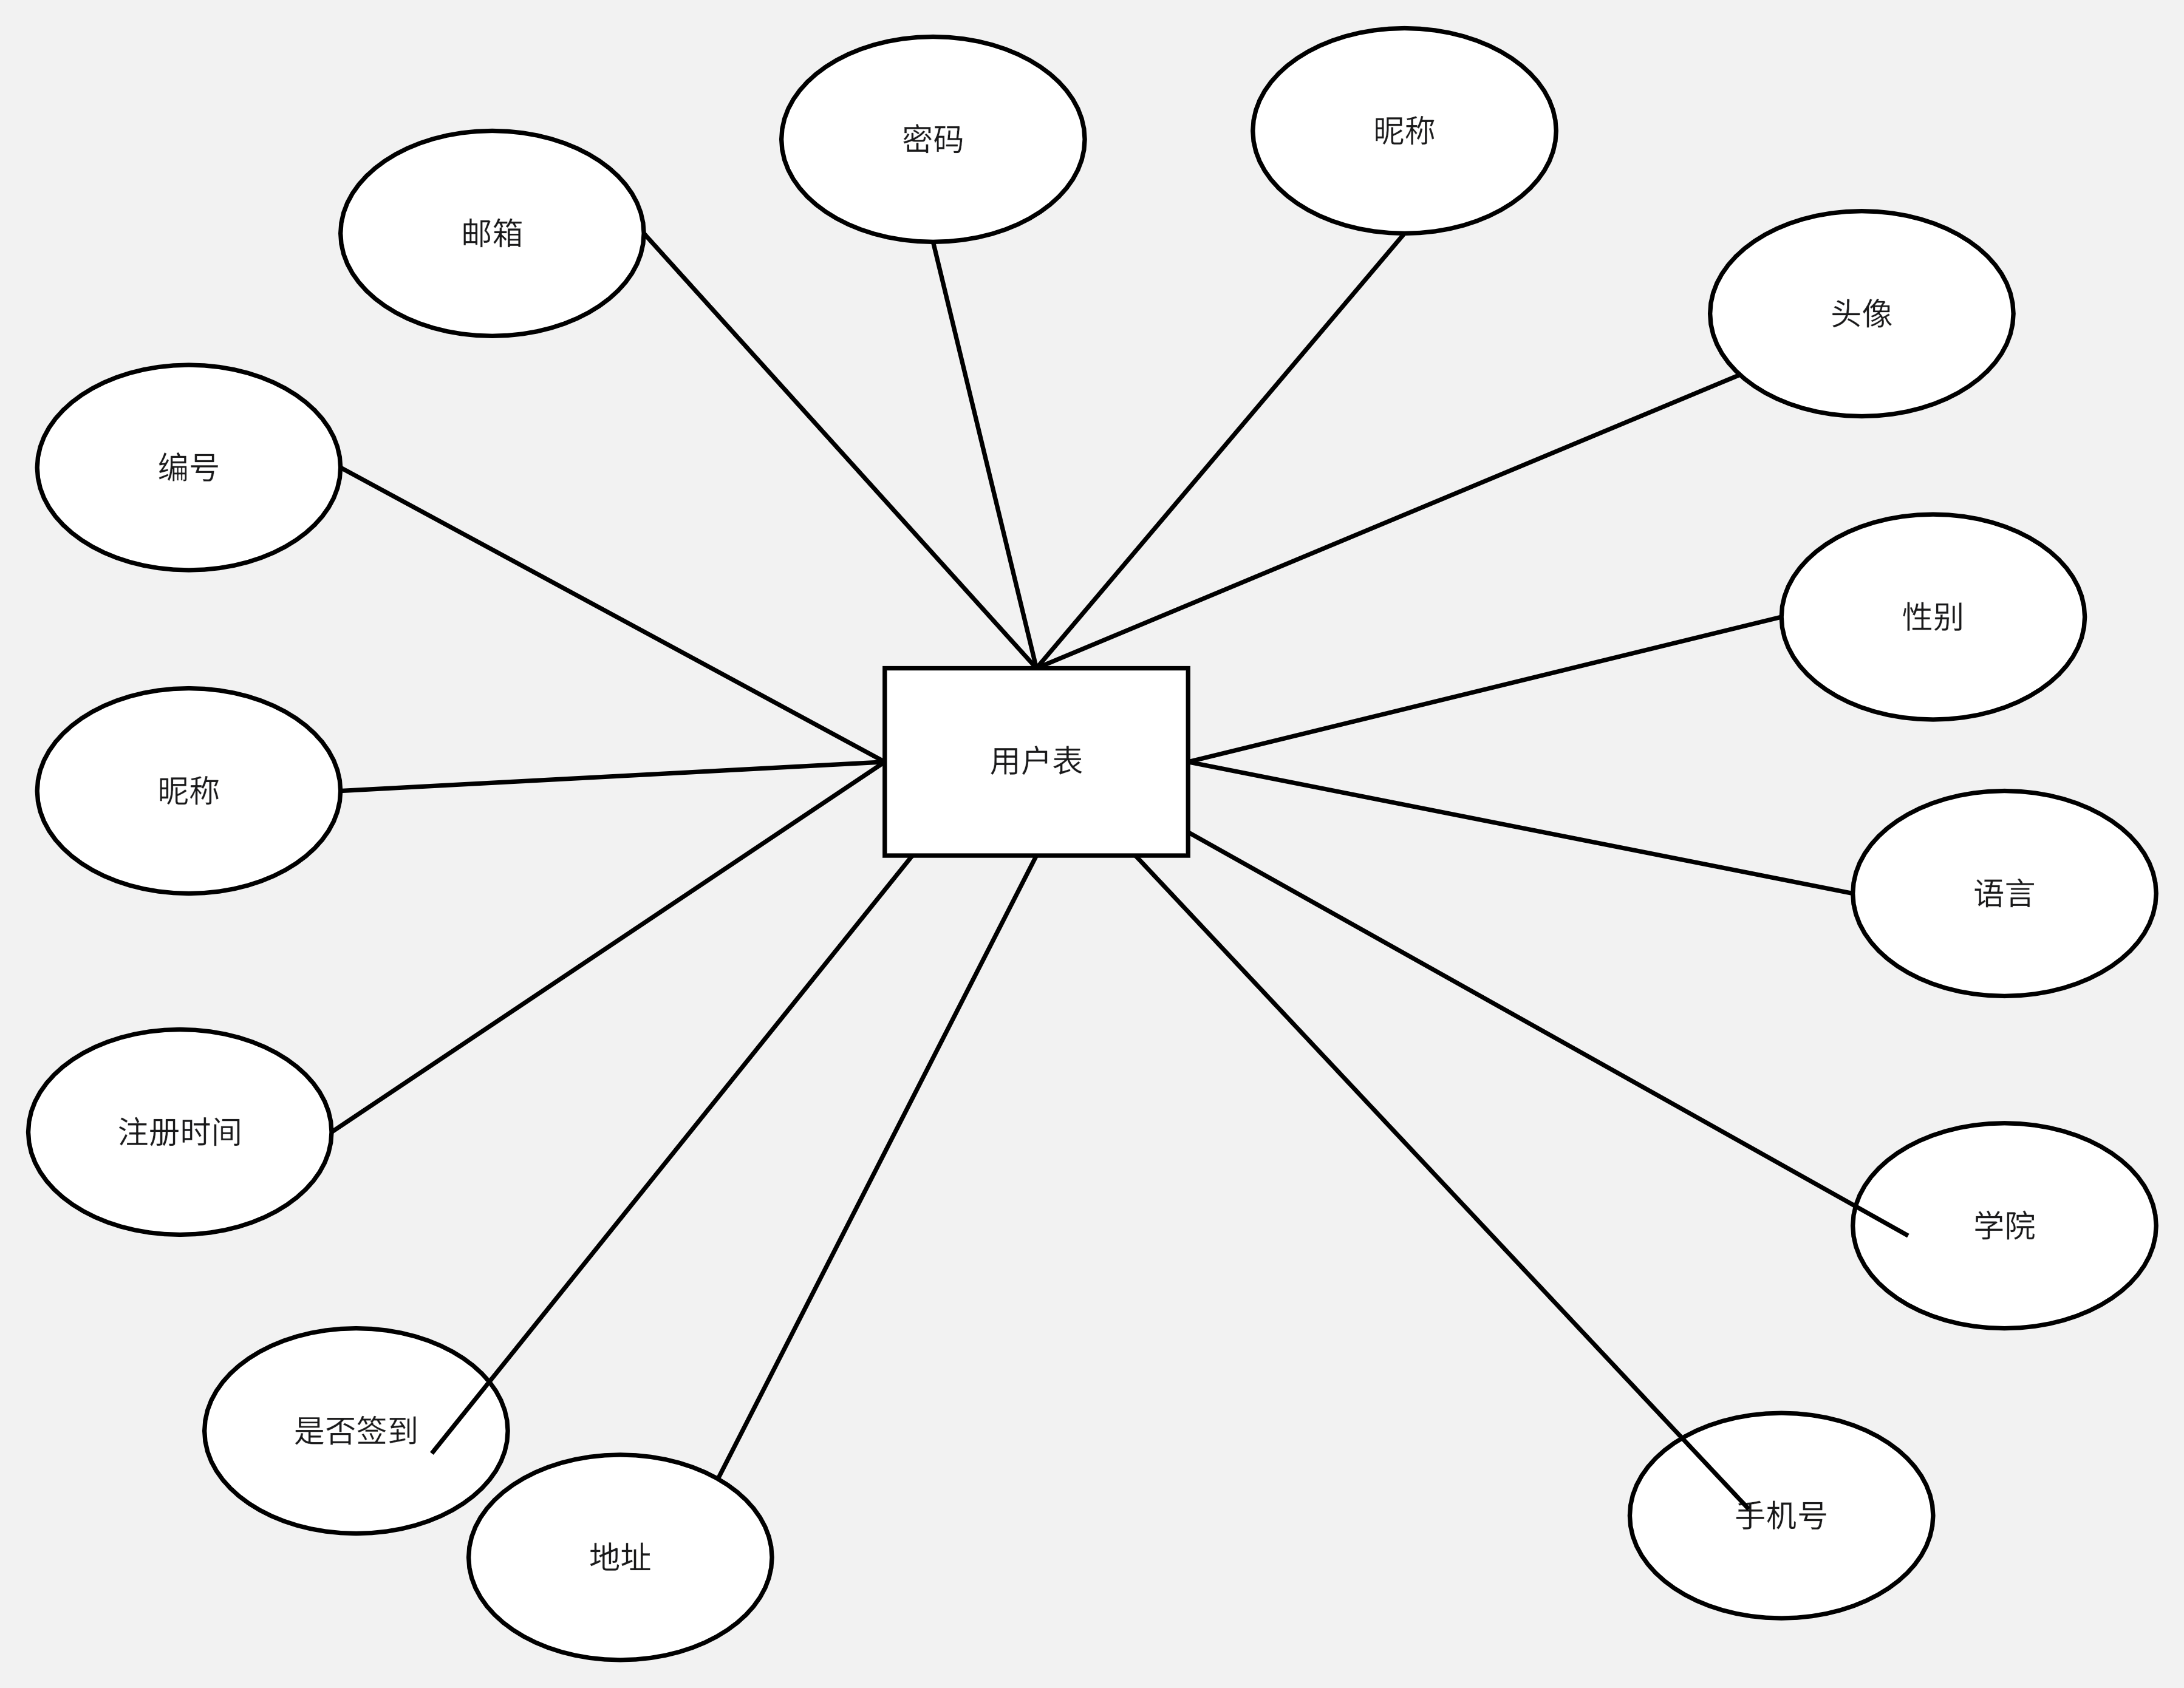 密码
昵称
邮箱
头像
编号
性别
用户表
昵称
语言
注册时间
学院
是否签到
手机号
地址